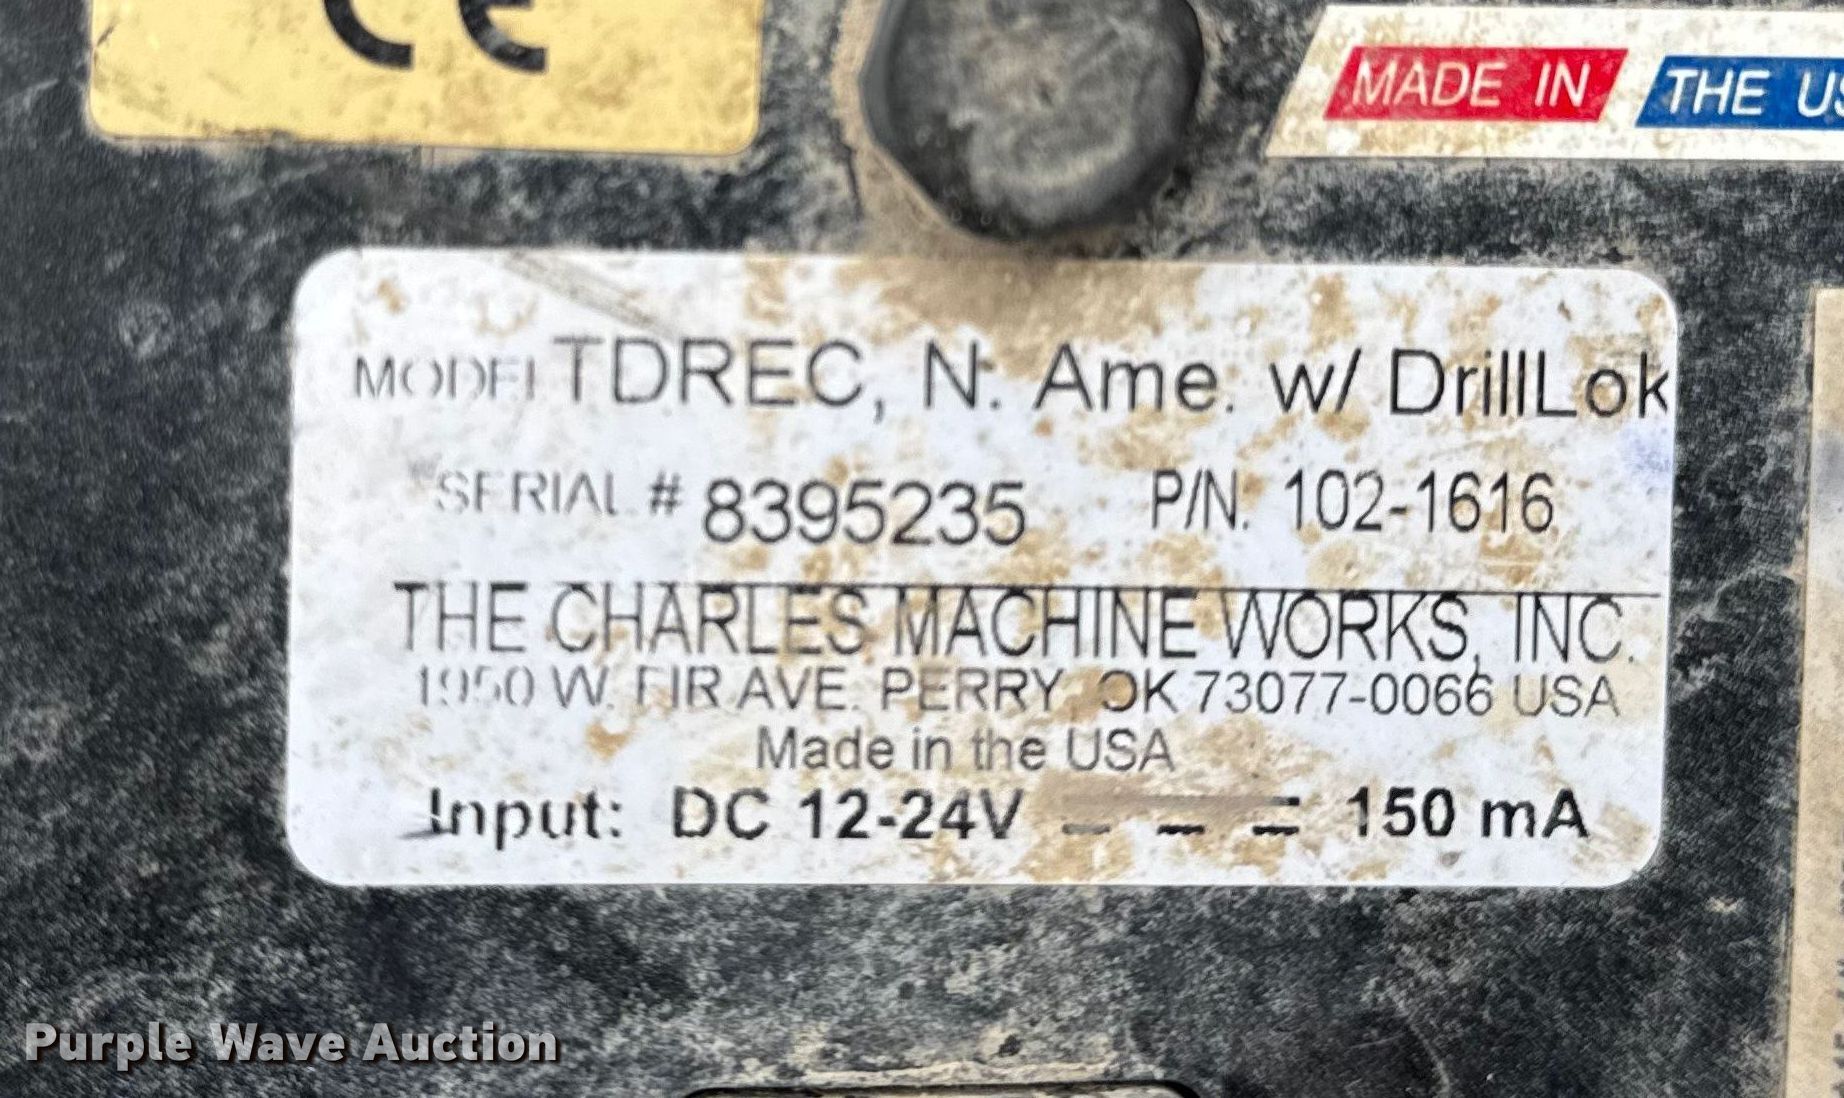 CE
MADE IN THE US
MODEL TDREC, N. Ame. w/ DrillLok
SERIAL # 8395235 P/N. 102-1616
THE CHARLES MACHINE WORKS, INC.
1950 W. FIR AVE. PERRY, OK 73077-0066 USA
Made in the USA
Input: DC 12-24V 150 mA
Purple Wave Auction